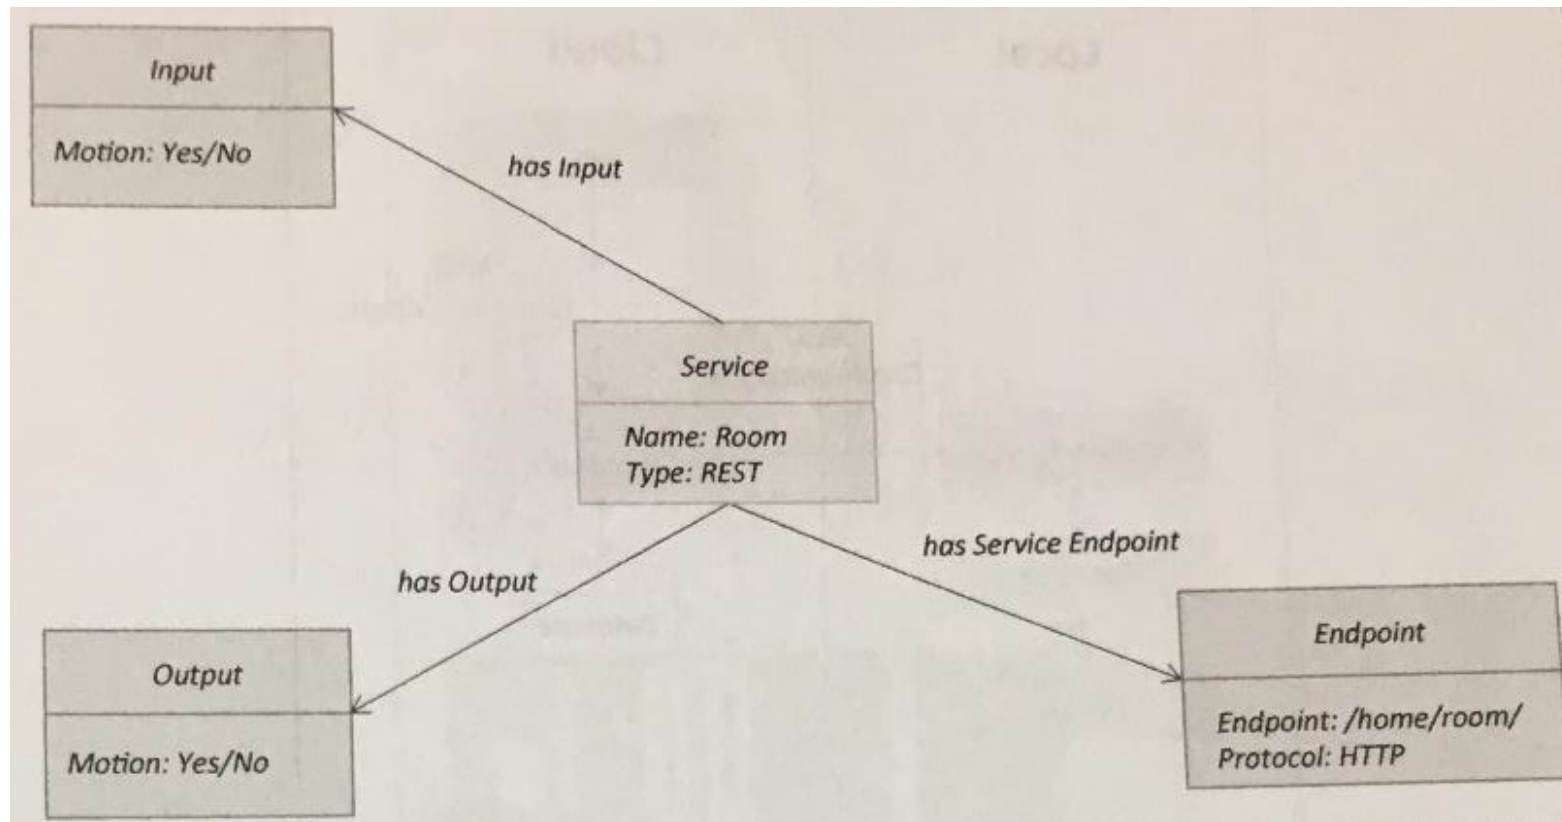 Input
Motion: Yes/No
has Input
Service
Name: Room
Type: REST
has Output
has Service Endpoint
Output
Motion: Yes/No
Endpoint
Endpoint: /home/room/
Protocol: HTTP